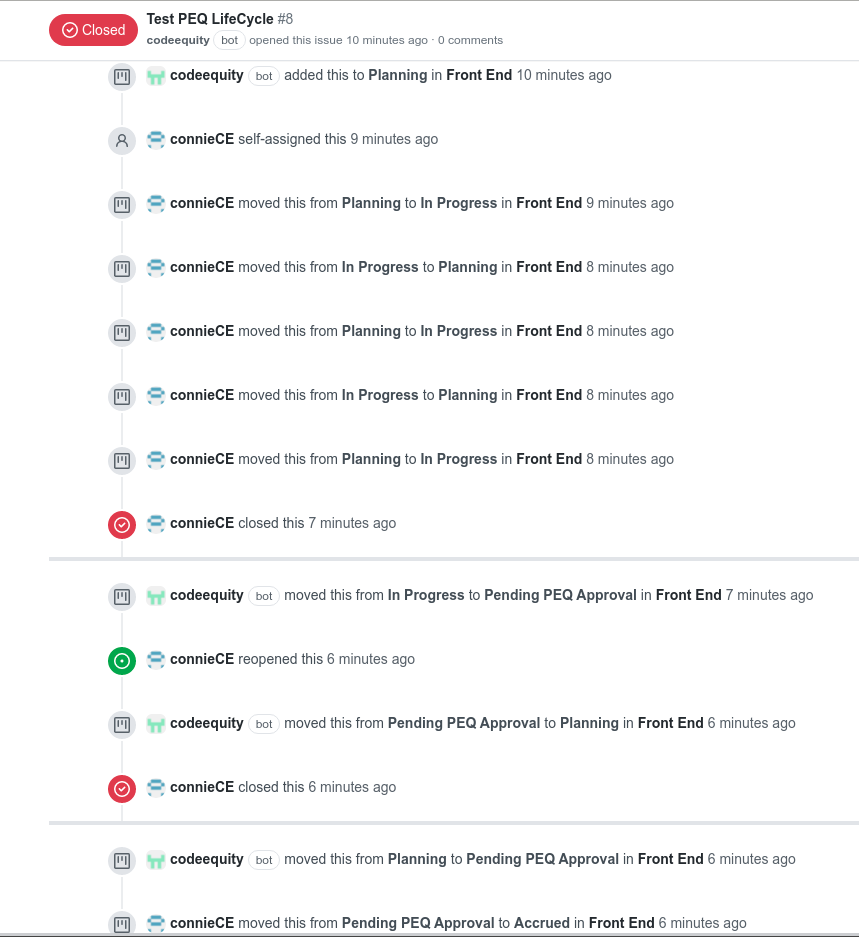 Closed
Test PEQ LifeCycle #8
codeequity bot opened this issue 10 minutes ago · 0 comments
codeequity bot added this to Planning in Front End 10 minutes ago
connieCE self-assigned this 9 minutes ago
connieCE moved this from Planning to In Progress in Front End 9 minutes ago
connieCE moved this from In Progress to Planning in Front End 8 minutes ago
connieCE moved this from Planning to In Progress in Front End 8 minutes ago
connieCE moved this from In Progress to Planning in Front End 8 minutes ago
connieCE moved this from Planning to In Progress in Front End 8 minutes ago
connieCE closed this 7 minutes ago
codeequity bot moved this from In Progress to Pending PEQ Approval in Front End 7 minutes ago
connieCE reopened this 6 minutes ago
codeequity bot moved this from Pending PEQ Approval to Planning in Front End 6 minutes ago
connieCE closed this 6 minutes ago
codeequity bot moved this from Planning to Pending PEQ Approval in Front End 6 minutes ago
connieCE moved this from Pending PEQ Approval to Accrued in Front End 6 minutes ago